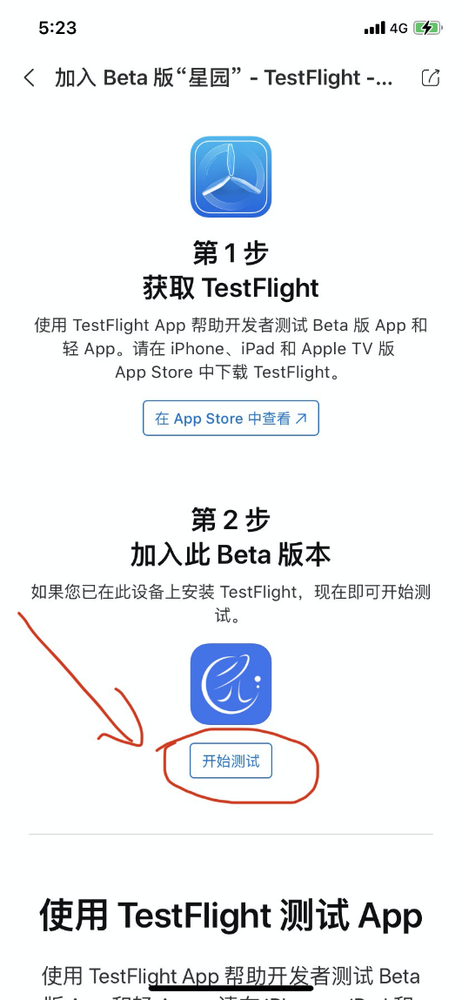 5:23
4G
加入 Beta 版“星园” - TestFlight -...
第 1 步
获取 TestFlight
使用 TestFlight App 帮助开发者测试 Beta 版 App 和
轻 App。请在 iPhone、iPad 和 Apple TV 版
App Store 中下载 TestFlight。
在 App Store 中查看
第 2 步
加入此 Beta 版本
如果您已在此设备上安装 TestFlight，现在即可开始测
试。
开始测试
使用 TestFlight 测试 App
使用 TestFlight App 帮助开发者测试 Beta